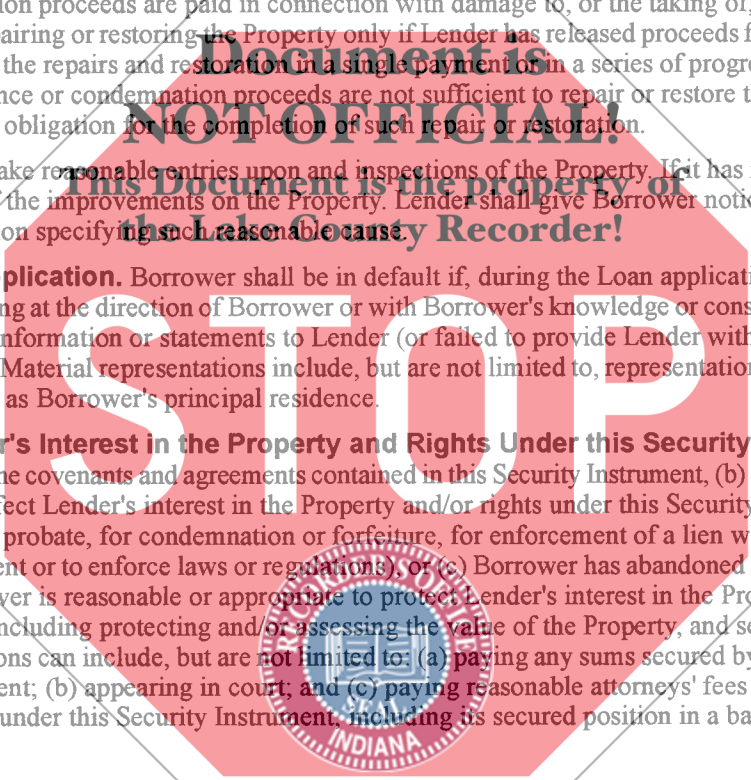 ion proceeds are paid in connection with damage to, or the taking of,
airing or restoring the Property only if Lender has released proceeds f
Document is
the repairs and restoration in a single payment or in a series of progre
nce or condemnation proceeds are not sufficient to repair or restore t
NOT OFFICIAL!
obligation for the completion of such repair or restoration.
ake reasonable entries upon and inspections of the Property. If it has
This Document is the property of
the improvements on the Property. Lender shall give Borrower notic
on specifying such reasonable cause.
the Lake County Recorder!
plication. Borrower shall be in default if, during the Loan applicati
ng at the direction of Borrower or with Borrower's knowledge or cons
nformation or statements to Lender (or failed to provide Lender with
Material representations include, but are not limited to, representation
as Borrower's principal residence.
STOP
r's Interest in the Property and Rights Under this Security
ne covenants and agreements contained in this Security Instrument, (b)
fect Lender's interest in the Property and/or rights under this Security
probate, for condemnation or forfeiture, for enforcement of a lien w
ent or to enforce laws or regulations), or (c) Borrower has abandoned
wer is reasonable or appropriate to protect Lender's interest in the Pro
ncluding protecting and/or assessing the value of the Property, and se
ons can include, but are not limited to: (a) paying any sums secured by
ent; (b) appearing in court; and (c) paying reasonable attorneys' fees
under this Security Instrument, including its secured position in a ba
RECORDER'S OFFICE
SEAL
INDIANA